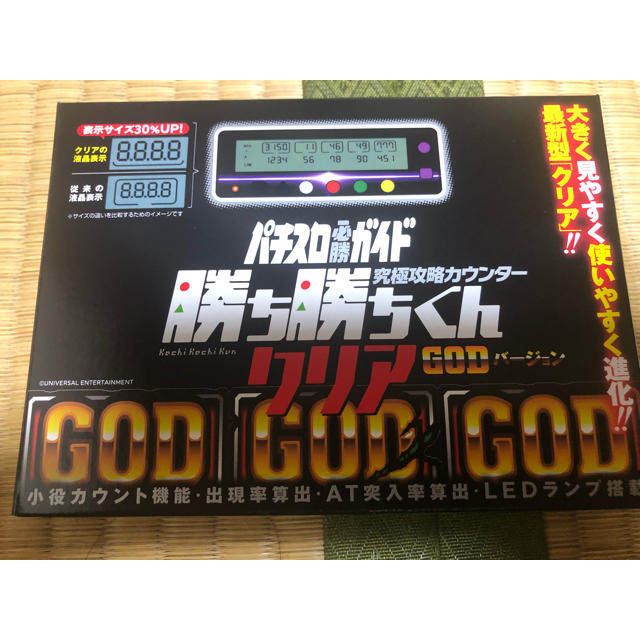 表示サイズ30%UP!
クリアの
液晶表示
8.8.8.8
従来の
液晶表示
8.8.8.8
※サイズの違いを比較するためのイメージです
3150 11 46 49 777
1234 56 78 90 451
大きく見やすく使いやすく進化!!
最新型「クリア」!!
パチスロ必勝ガイド
究極攻略カウンター
勝ち勝ちくん
Kachi Kachi Kun
クリア GODバージョン
©UNIVERSAL ENTERTAINMENT
GOD GOD GOD
小役カウント機能・出現率算出・AT突入率算出・LEDランプ搭載